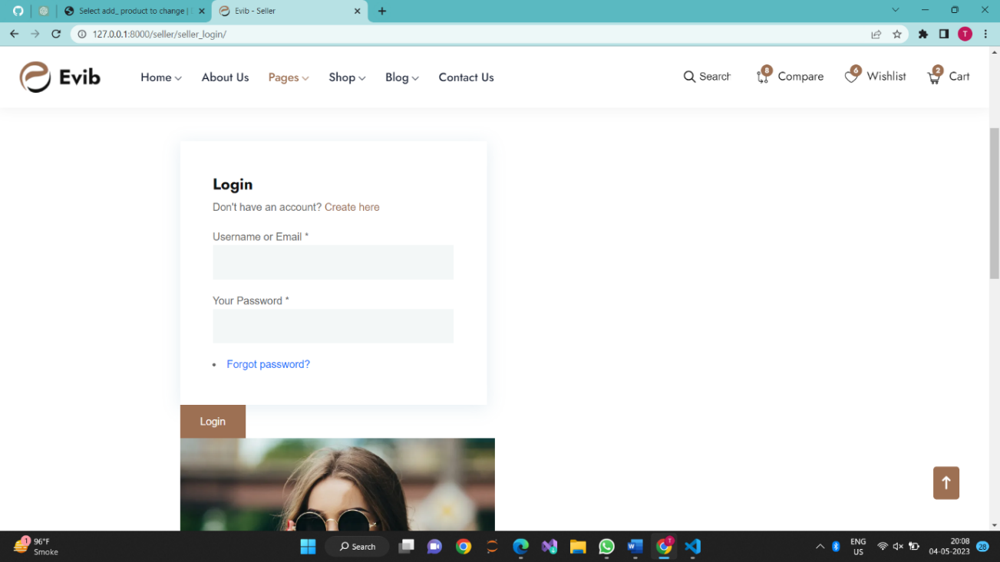 Select add_ product to change |
Evib - Seller
127.0.0.1:8000/seller/seller_login/
T
Evib
Home
About Us
Pages
Shop
Blog
Contact Us
Search
8
Compare
6
Wishlist
2
Cart
Login
Don't have an account? Create here
Username or Email *
Your Password *
Forgot password?
Login
1
96°F
Smoke
Search
T
ENG
US
20:08
04-05-2023
28